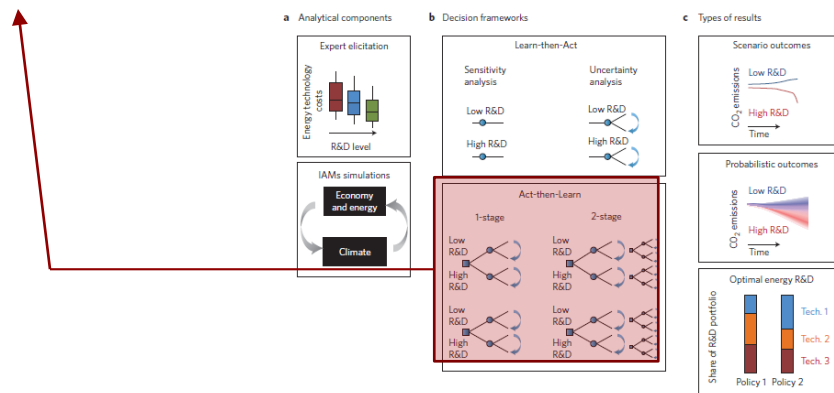 a Analytical components
Expert elicitation
Energy technology
costs
R&D level
IAMs simulations
Economy
and energy
Climate
b Decision frameworks
Learn-then-Act
Sensitivity
analysis
Uncertainty
analysis
Low R&D
Low R&D
High R&D
High R&D
Act-then-Learn
1-stage
2-stage
Low
R&D
Low
R&D
High
R&D
High
R&D
Low
R&D
Low
R&D
High
R&D
High
R&D
c Types of results
Scenario outcomes
CO2 emissions
Low R&D
High R&D
Time
Probabilistic outcomes
CO2 emissions
Low R&D
High R&D
Time
Optimal energy R&D
Share of R&D portfolio
Tech. 1
Tech. 2
Tech. 3
Policy 1 Policy 2